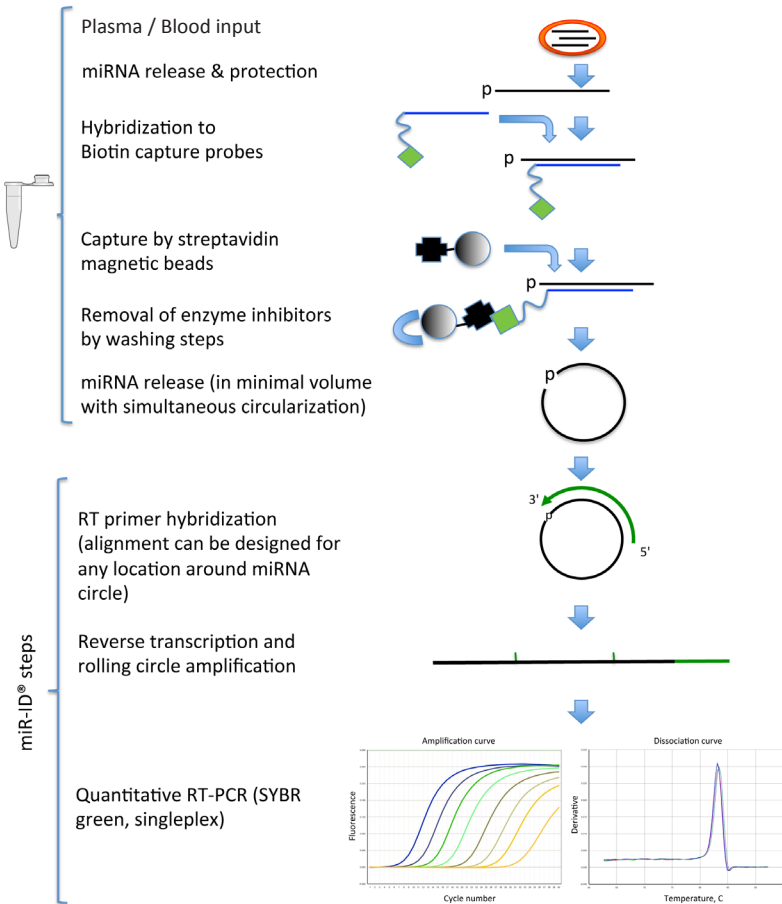 Plasma / Blood input
miRNA release & protection
p
Hybridization to
Biotin capture probes
p
Capture by streptavidin
magnetic beads
p
Removal of enzyme inhibitors
by washing steps
miRNA release (in minimal volume
with simultaneous circularization)
p
miR-ID® steps
RT primer hybridization
(alignment can be designed for
any location around miRNA
circle)
3'
p
5'
Reverse transcription and
rolling circle amplification
Quantitative RT-PCR (SYBR
green, singleplex)
Amplification curve
Fluorescence
Cycle number
Dissociation curve
Derivative
Temperature, C